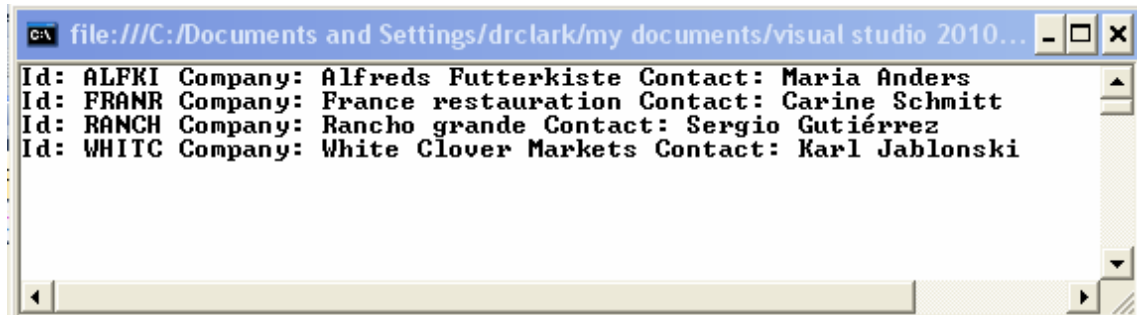 file:///C:/Documents and Settings/drclark/my documents/visual studio 2010...
Id: ALFKI Company: Alfreds Futterkiste Contact: Maria Anders
Id: FRANR Company: France restauration Contact: Carine Schmitt
Id: RANCH Company: Rancho grande Contact: Sergio Gutiérrez
Id: WHITC Company: White Clover Markets Contact: Karl Jablonski